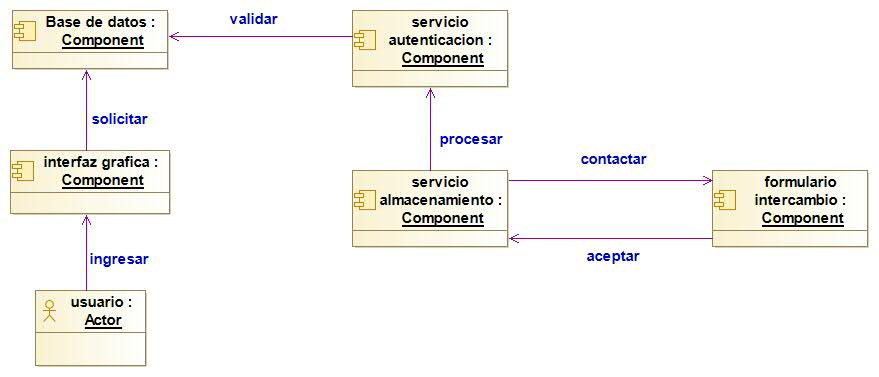 Base de datos :
Component
validar
servicio
autenticacion :
Component
solicitar
procesar
interfaz grafica :
Component
servicio
almacenamiento :
Component
contactar
formulario
intercambio :
Component
aceptar
ingresar
usuario :
Actor